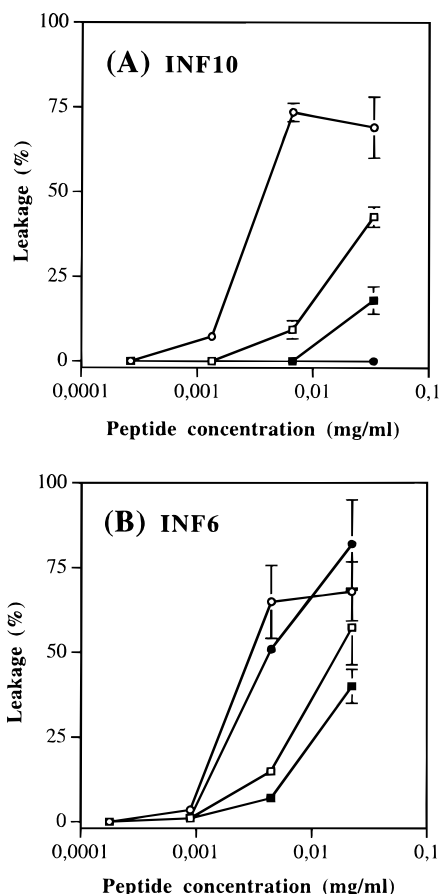 100
(A) INF10
75
50
25
0
Leakage (%)
0,0001 0,001 0,01 0,1
Peptide concentration (mg/ml)
100
(B) INF6
75
50
25
0
Leakage (%)
0,0001 0,001 0,01 0,1
Peptide concentration (mg/ml)